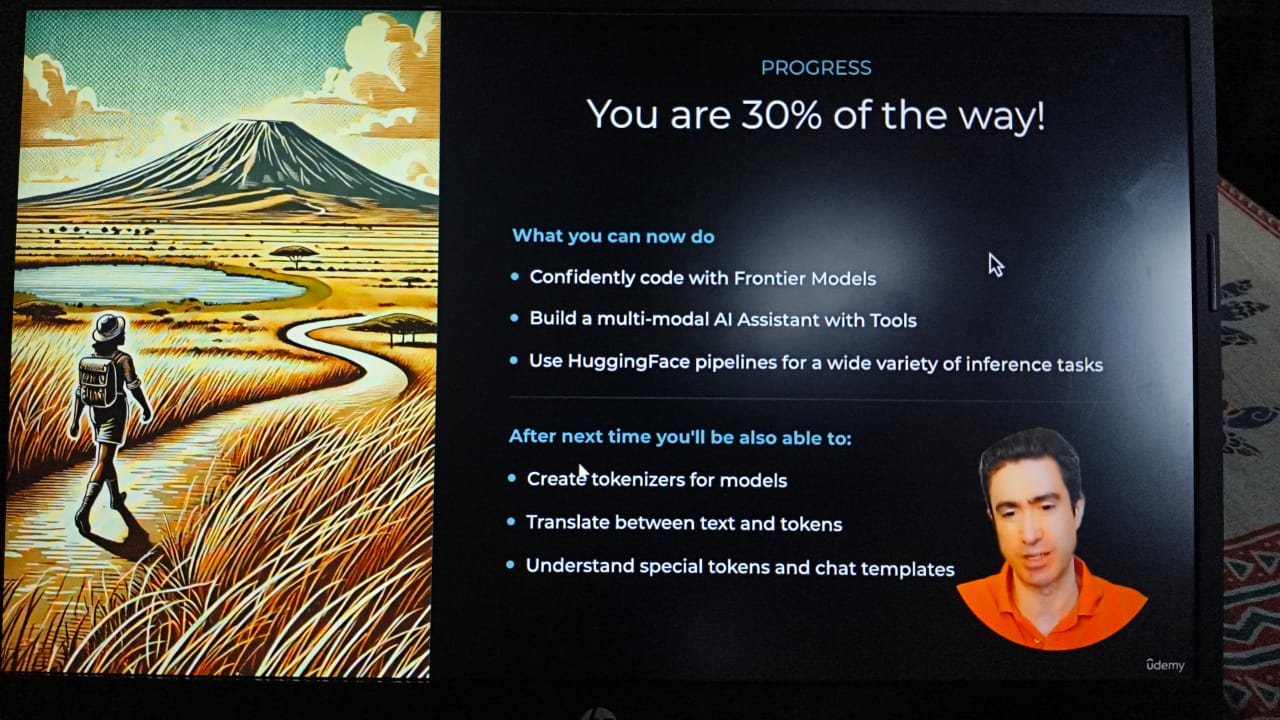 PROGRESS
You are 30% of the way!
What you can now do
• Confidently code with Frontier Models
• Build a multi-modal AI Assistant with Tools
• Use HuggingFace pipelines for a wide variety of inference tasks
After next time you'll be also able to:
• Create tokenizers for models
• Translate between text and tokens
• Understand special tokens and chat templates
ûdemy